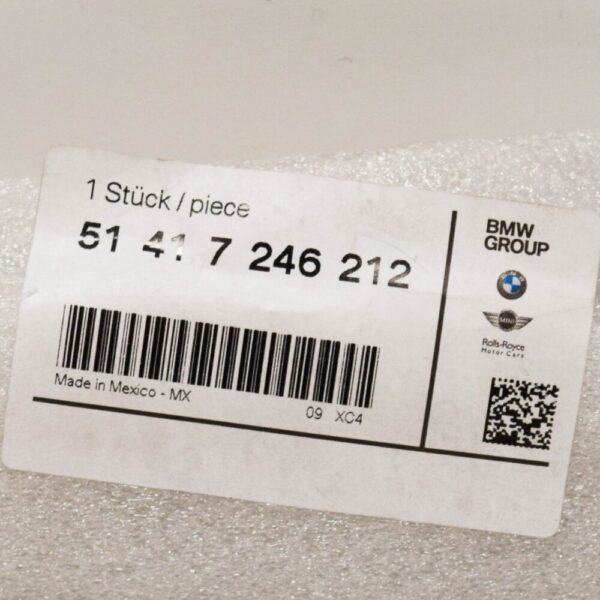 1 Stück / piece
51 41 7 246 212
Made in Mexico - MX
09 XC4
BMW
GROUP
MINI
Rolls-Royce
Motor Cars